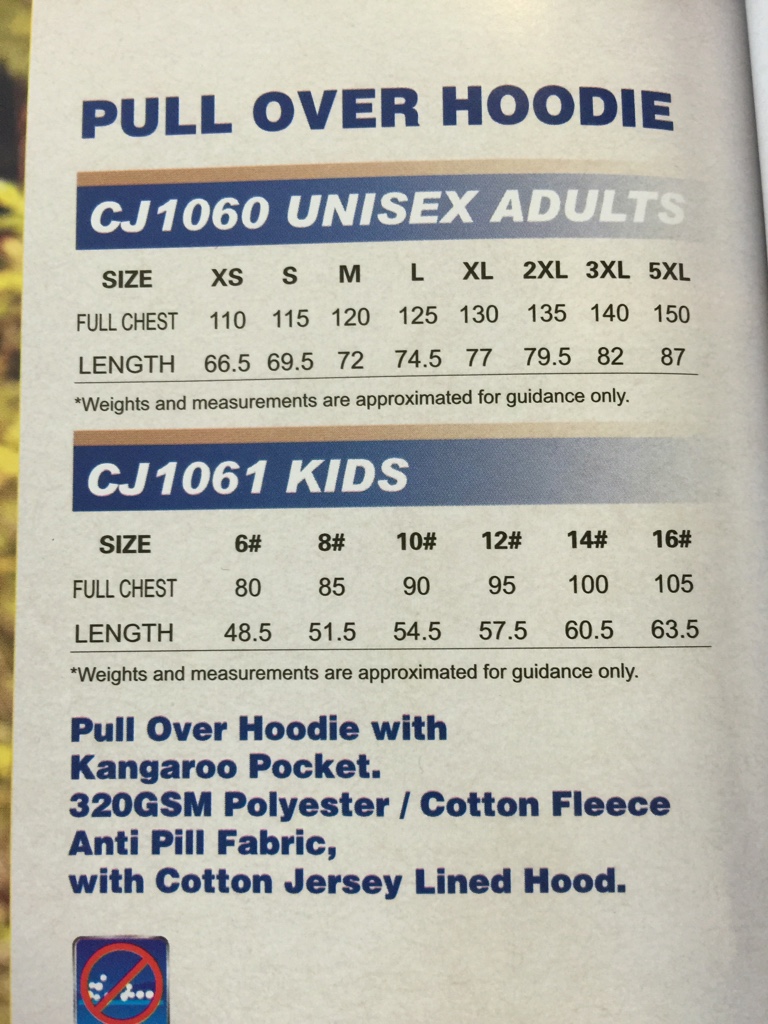 PULL OVER HOODIE
CJ1060 UNISEX ADULTS
SIZE XS S M L XL 2XL 3XL 5XL
FULL CHEST 110 115 120 125 130 135 140 150
LENGTH 66.5 69.5 72 74.5 77 79.5 82 87
*Weights and measurements are approximated for guidance only.
CJ1061 KIDS
SIZE 6# 8# 10# 12# 14# 16#
FULL CHEST 80 85 90 95 100 105
LENGTH 48.5 51.5 54.5 57.5 60.5 63.5
*Weights and measurements are approximated for guidance only.
Pull Over Hoodie with
Kangaroo Pocket.
320GSM Polyester / Cotton Fleece
Anti Pill Fabric,
with Cotton Jersey Lined Hood.